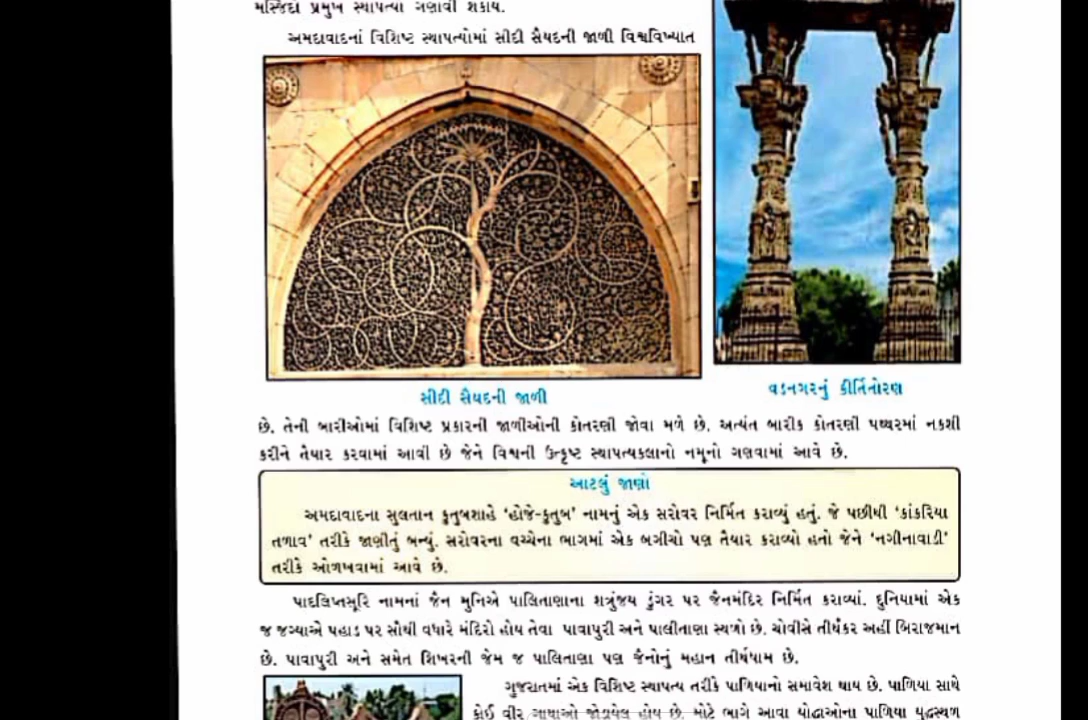 મસ્જિદો પ્રમુખ સ્થાપત્યો ગણાવી શકાય.
અમદાવાદનાં વિશિષ્ટ સ્થાપત્યોમાં સીદી સૈયદની જાળી વિશ્વવિખ્યાત
સીદી સૈયદની જાળી
વડનગરનું કીર્તિતોરણ
છે. તેની બારીઓમાં વિશિષ્ટ પ્રકારની જાળીઓની કોતરણી જોવા મળે છે. અત્યંત બારીક કોતરણી પથ્થરમાં નકશી
કરીને તૈયાર કરવામાં આવી છે જેને વિશ્વની ઉત્કૃષ્ટ સ્થાપત્યકલાનો નમૂનો ગણવામાં આવે છે.
આટલું જાણો
અમદાવાદના સુલતાન કુતુબશાહે ‘હોજે-કુતુબ’ નામનું એક સરોવર નિર્મિત કરાવ્યું હતું. જે પછીથી ‘કાંકરિયા
તળાવ’ તરીકે જાણીતું બન્યું. સરોવરના વચ્ચેના ભાગમાં એક બગીચો પણ તૈયાર કરાવ્યો હતો જેને ‘નગીનાવાડી’
તરીકે ઓળખવામાં આવે છે.
પાદલિપ્તસૂરિ નામનાં જૈન મુનિએ પાલિતાણાના શત્રુંજય ડુંગર પર જૈનમંદિર નિર્મિત કરાવ્યાં. દુનિયામાં એક
જ જગ્યાએ પહાડ પર સૌથી વધારે મંદિરો હોય તેવા પાવાપુરી અને પાલીતાણા સ્થળો છે. ચોવીસે તીર્થંકર અહીં બિરાજમાન
છે. પાવાપુરી અને સમેત શિખરની જેમ જ પાલિતાણા પણ જૈનોનું મહાન તીર્થધામ છે.
ગુજરાતમાં એક વિશિષ્ટ સ્થાપત્ય તરીકે પાળિયાનો સમાવેશ થાય છે. પાળિયા સાથે
કોઈ વીર ગાથાઓ જોડાયેલ હોય છે. મોટે ભાગે આવા યોદ્ધાઓના પાળિયા યુદ્ધસ્થળ